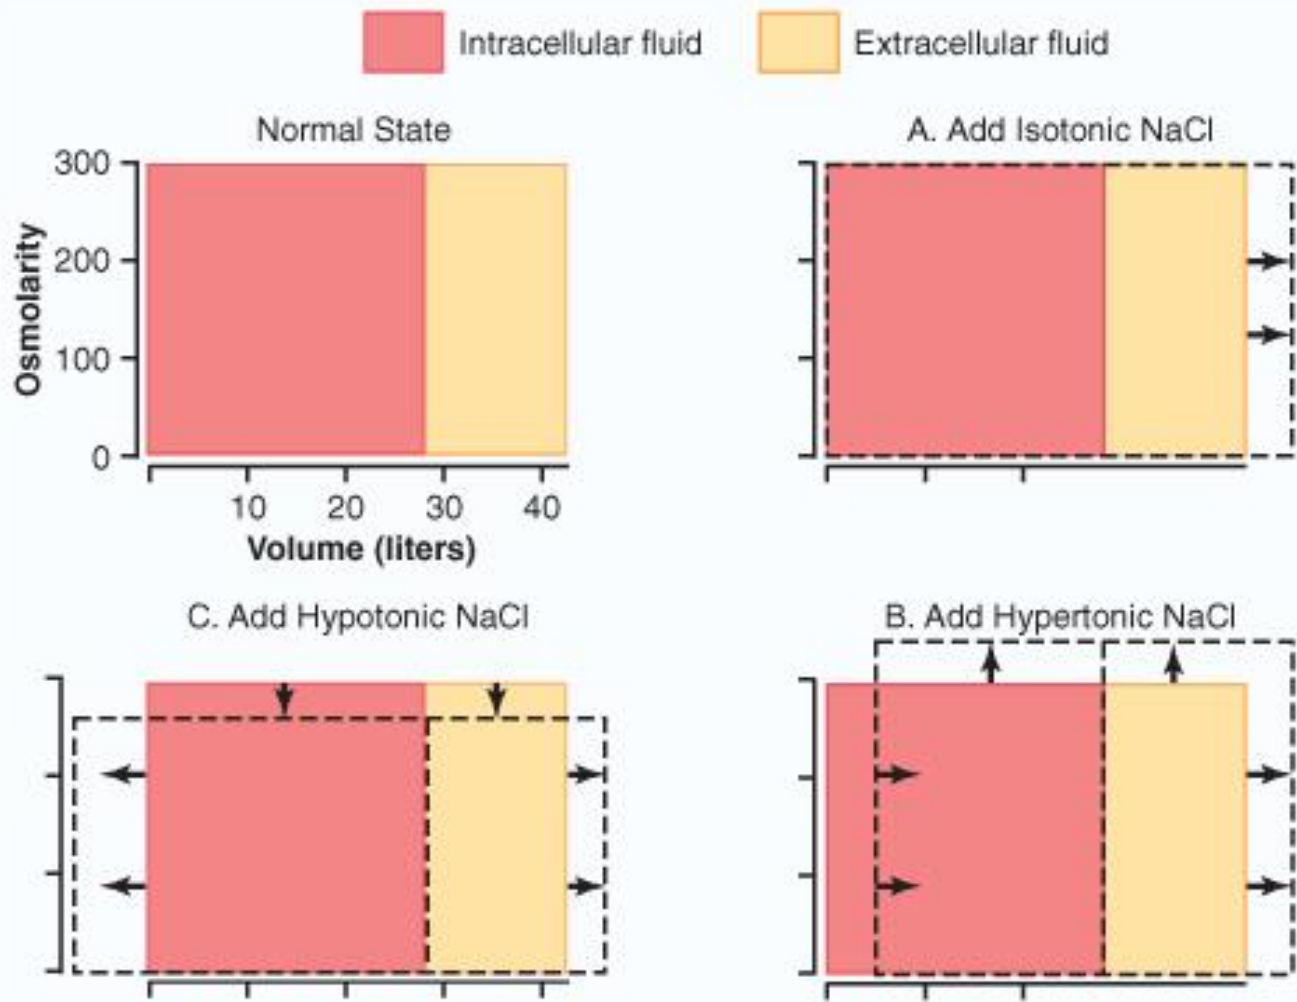 Intracellular fluid
Extracellular fluid
Normal State
300
200
100
0
Osmolarity
10 20 30 40
Volume (liters)
A. Add Isotonic NaCl
C. Add Hypotonic NaCl
B. Add Hypertonic NaCl